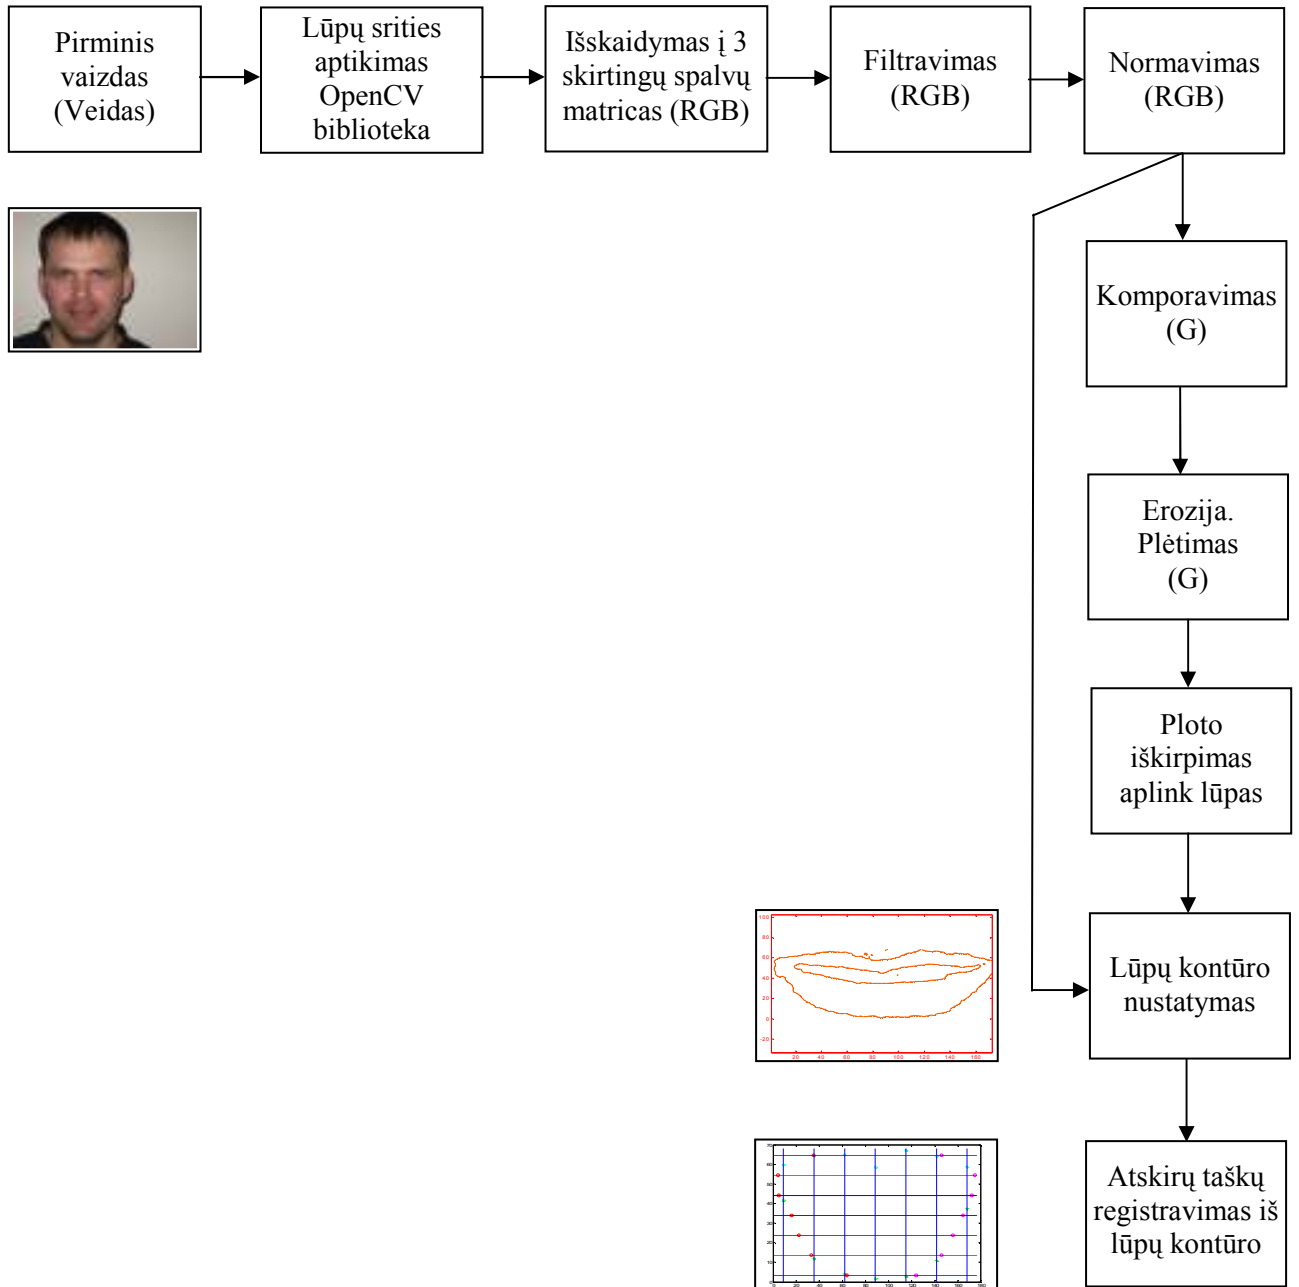 Pirminis
vaizdas
(Veidas)
Lūpų srities
aptikimas
OpenCV
biblioteka
Išskaidymas į 3
skirtingų spalvų
matricas (RGB)
Filtravimas
(RGB)
Normavimas
(RGB)
Komporavimas
(G)
Erozija.
Plėtimas
(G)
Ploto
iškirpimas
aplink lūpas
Lūpų kontūro
nustatymas
Atskirų taškų
registravimas iš
lūpų kontūro